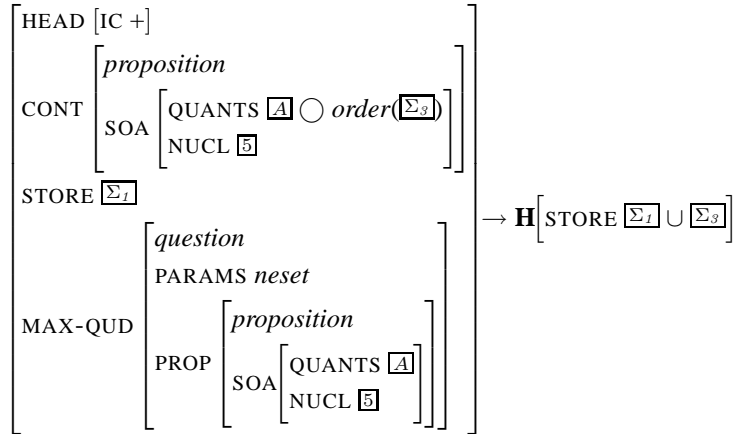 HEAD [IC +]
proposition
CONT
SOA
QUANTS A ◯ order(Σ3)
NUCL 5
STORE Σ1
→ H[STORE Σ1 ∪ Σ3]
question
PARAMS neset
MAX-QUD
proposition
PROP
SOA
QUANTS A
NUCL 5